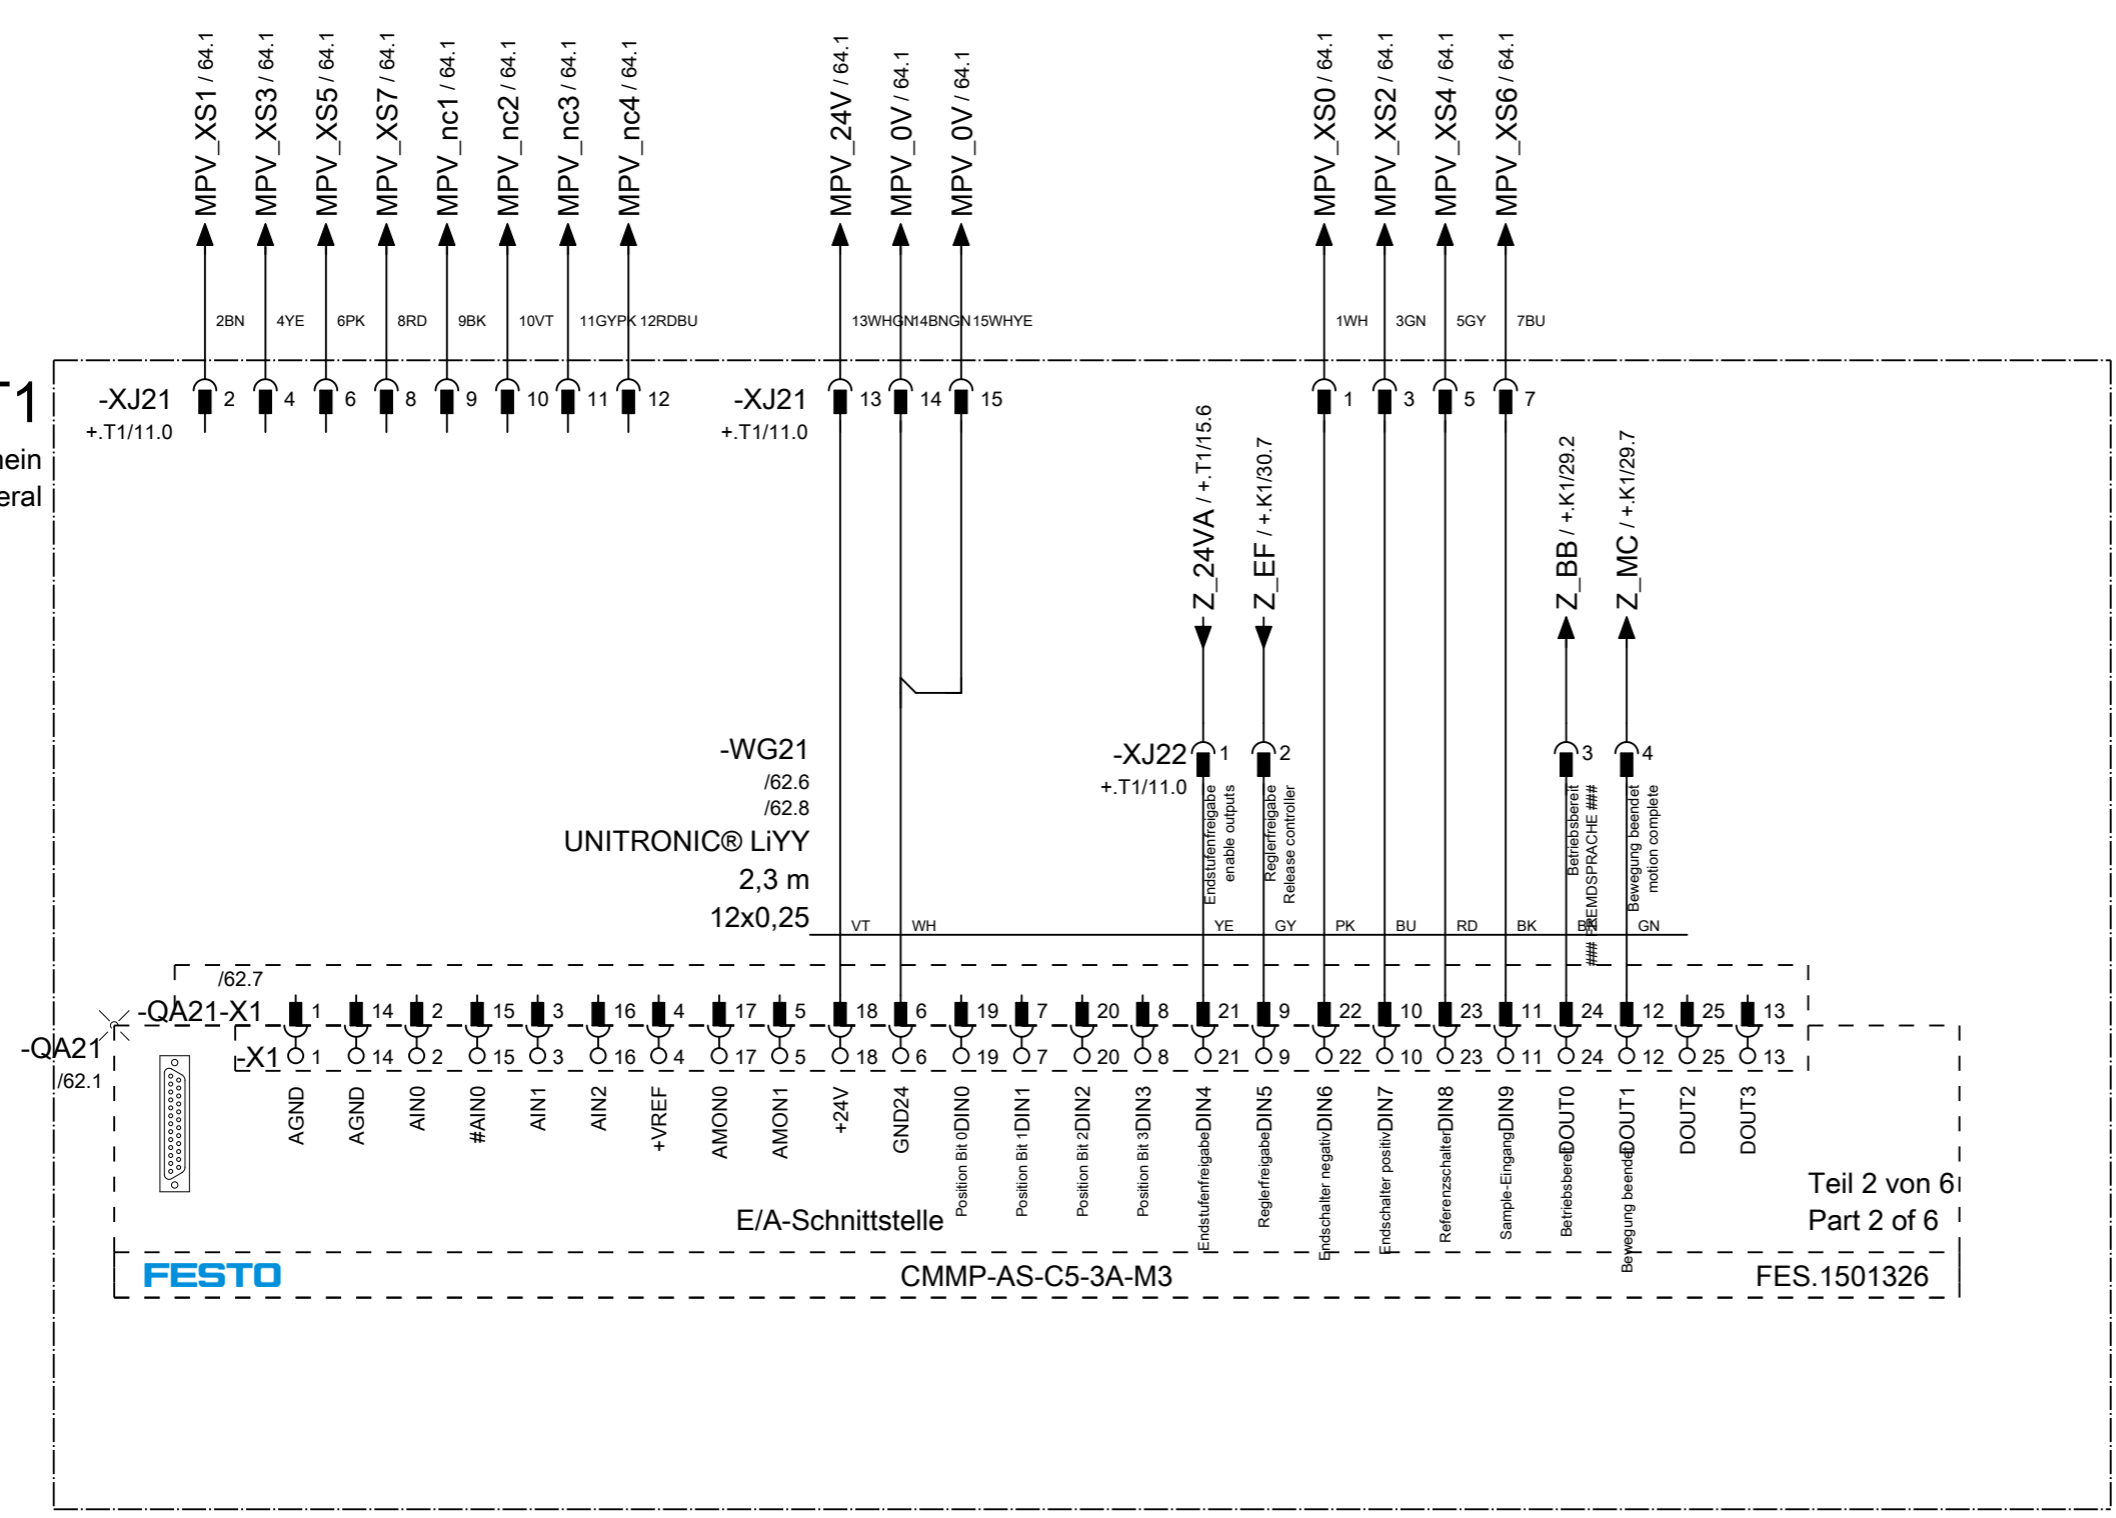 MPV_XS1 / 64.1
MPV_XS3 / 64.1
MPV_XS5 / 64.1
MPV_XS7 / 64.1
MPV_nc1 / 64.1
MPV_nc2 / 64.1
MPV_nc3 / 64.1
MPV_nc4 / 64.1
MPV_24V / 64.1
MPV_0V / 64.1
MPV_0V / 64.1
MPV_XS0 / 64.1
MPV_XS2 / 64.1
MPV_XS4 / 64.1
MPV_XS6 / 64.1
2BN 4YE 6PK 8RD 9BK 10VT 11GYPK 12RDBU 13WHGN 14BNGN 15WHYE 1WH 3GN 5GY 7BU
T1
-XJ21 2 4 6 8 9 10 11 12
+.T1/11.0
-XJ21 13 14 15
+.T1/11.0
1 3 5 7
Z_24VA / +.T1/15.6
Z_EF / +.K1/30.7
Z_BB / +.K1/29.2
Z_MC / +.K1/29.7
-WG21
/62.6
/62.8
UNITRONIC® LiYY
2,3 m
12x0,25
-XJ22 1 2 3 4
+.T1/11.0
Endstufenfreigabe
enable outputs
Reglerfreigabe
Release controller
Betriebsbereit
### FREMDSPRACHE ###
Bewegung beendet
motion complete
VT WH YE GY PK BU RD BK BN GN
/62.7
-QA21-X1 1 14 2 15 3 16 4 17 5 18 6 19 7 20 8 21 9 22 10 23 11 24 12 25 13
-QA21
/62.1
-X1 1 14 2 15 3 16 4 17 5 18 6 19 7 20 8 21 9 22 10 23 11 24 12 25 13
AGND
AGND
AIN0
#AIN0
AIN1
AIN2
+VREF
AMON0
AMON1
+24V
GND24
Position Bit 0 DIN0
Position Bit 1 DIN1
Position Bit 2 DIN2
Position Bit 3 DIN3
Endstufenfreigabe DIN4
Reglerfreigabe DIN5
Endschalter negativ DIN6
Endschalter positiv DIN7
Referenzschalter DIN8
Sample-Eingang DIN9
Betriebsbereit DOUT0
Bewegung beendet DOUT1
DOUT2
DOUT3
E/A-Schnittstelle
Teil 2 von 6
Part 2 of 6
FESTO
CMMP-AS-C5-3A-M3
FES.1501326